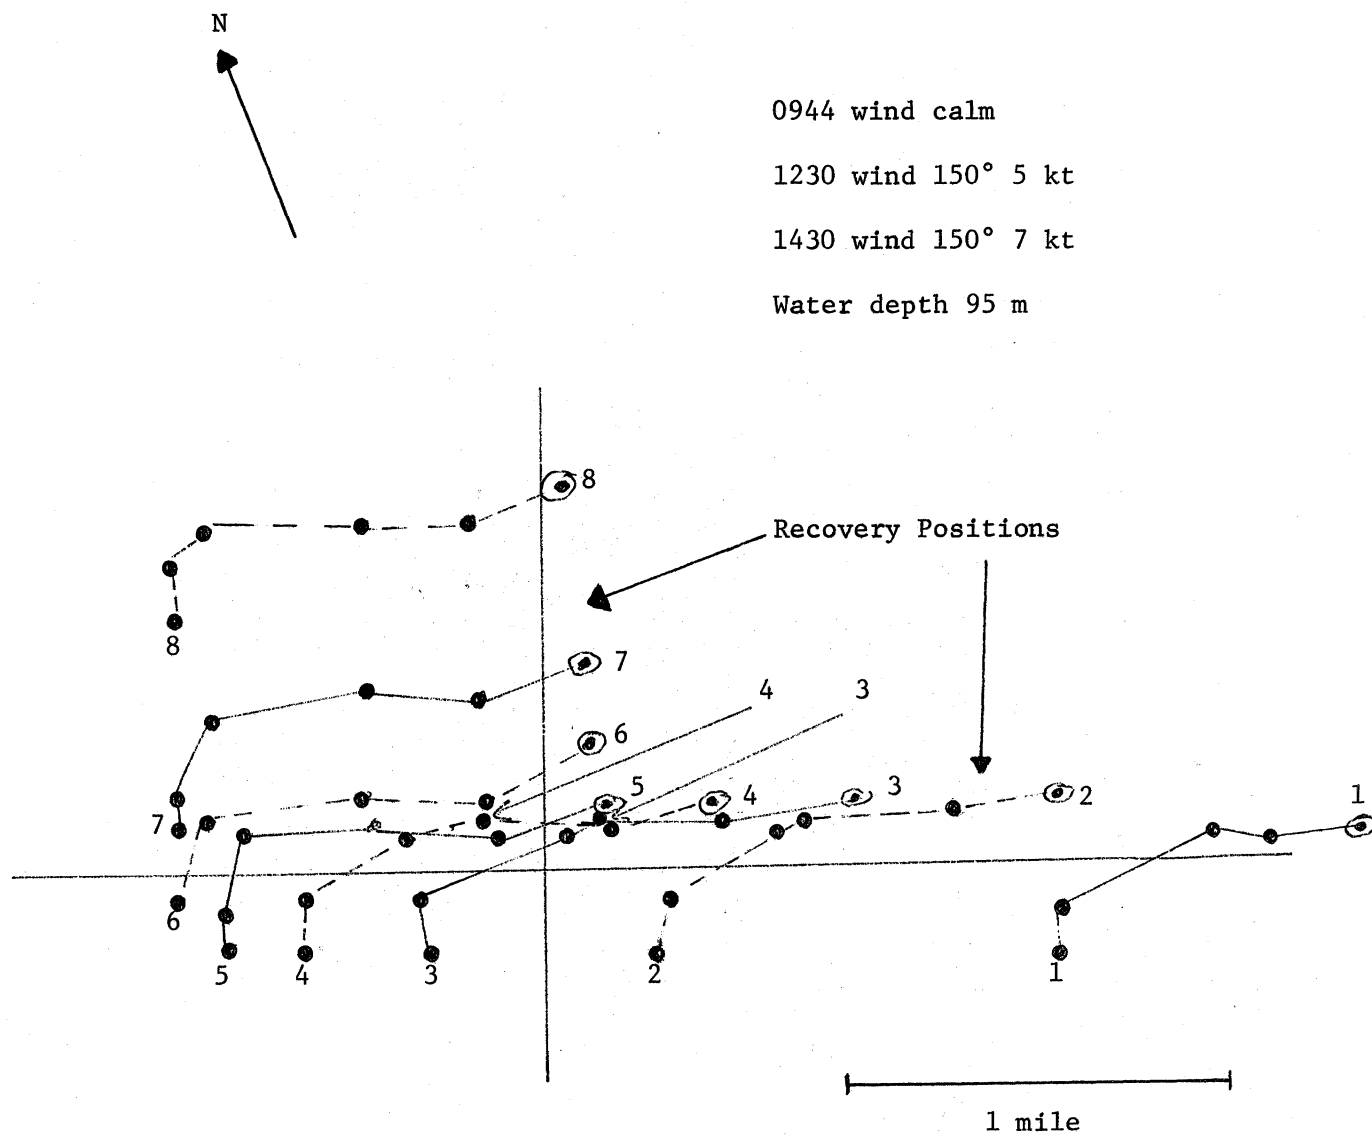 N
0944 wind calm
1230 wind 150° 5 kt
1430 wind 150° 7 kt
Water depth 95 m
8
Recovery Positions
8
7
4 3
6
5 4 3 2 1
7
6
5 4 3 2 1
1 mile